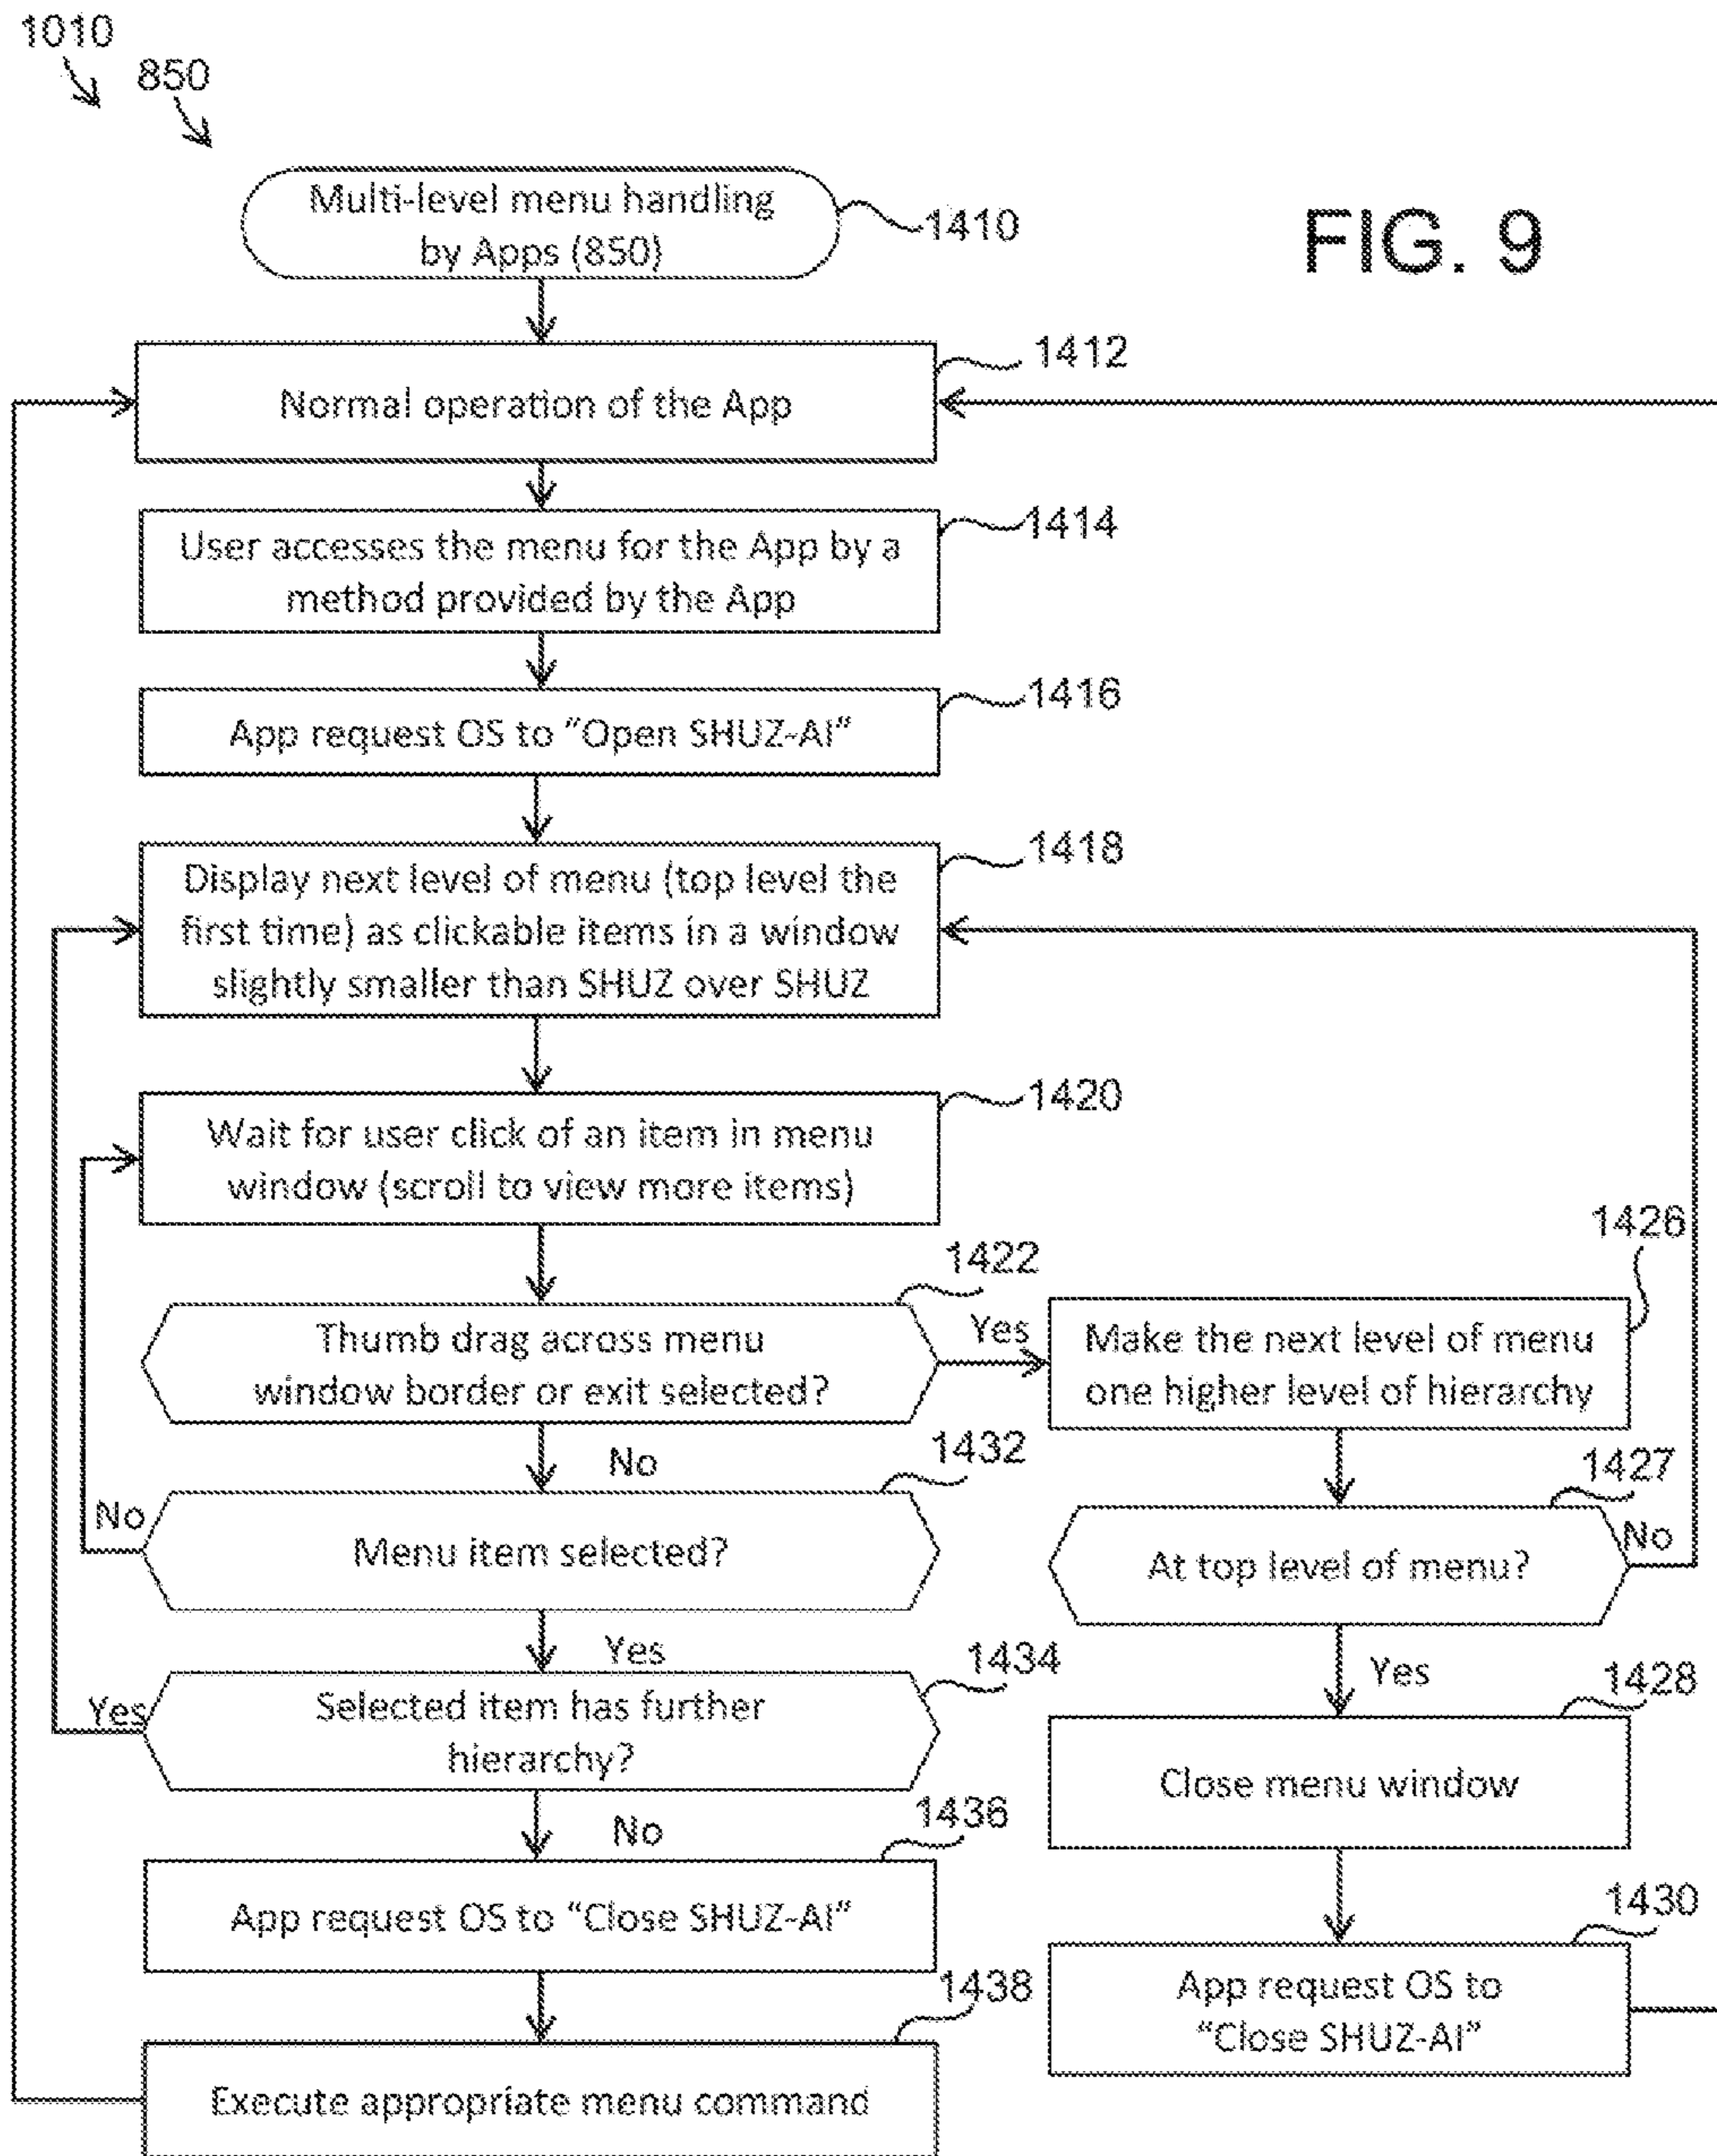 1010
850
Multi-level menu handling
by Apps (850)
1410
FIG. 9
1412
Normal operation of the App
1414
User accesses the menu for the App by a
method provided by the App
1416
App request OS to “Open SHUZ-AI”
1418
Display next level of menu (top level the
first time) as clickable items in a window
slightly smaller than SHUZ over SHUZ
1420
Wait for user click of an item in menu
window (scroll to view more items)
1422
Thumb drag across menu
window border or exit selected?
Yes
1426
Make the next level of menu
one higher level of hierarchy
No
1432
Menu item selected?
No
1427
At top level of menu?
No
Yes
1434
Selected item has further
hierarchy?
Yes
Yes
1428
Close menu window
No
1436
App request OS to “Close SHUZ-AI”
1430
App request OS to
“Close SHUZ-AI”
1438
Execute appropriate menu command